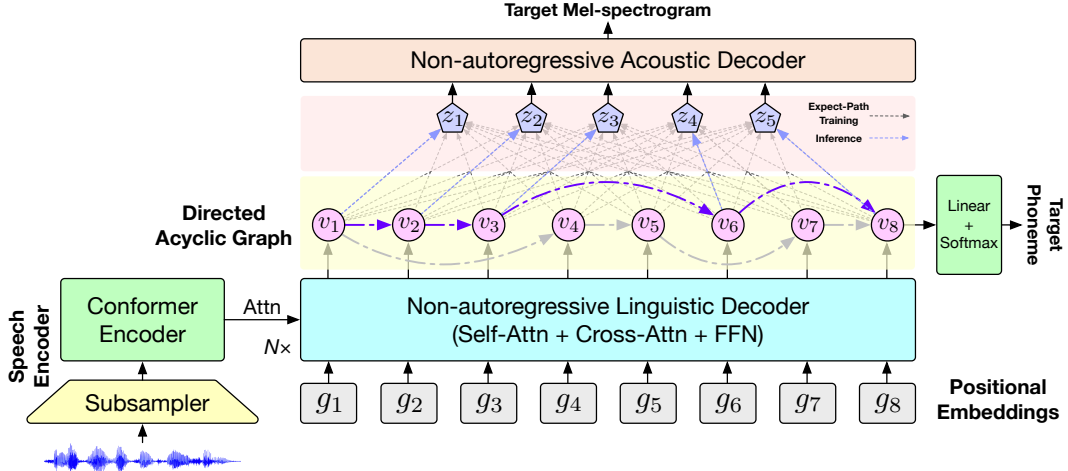 Target Mel-spectrogram
Non-autoregressive Acoustic Decoder
z1 z2 z3 z4 z5
Expect-Path
Training
Inference
Directed
Acyclic Graph
v1 v2 v3 v4 v5 v6 v7 v8
Linear
+
Softmax
Target
Phoneme
Speech
Encoder
Conformer
Encoder
Attn
N×
Non-autoregressive Linguistic Decoder
(Self-Attn + Cross-Attn + FFN)
Subsampler
g1 g2 g3 g4 g5 g6 g7 g8
Positional
Embeddings